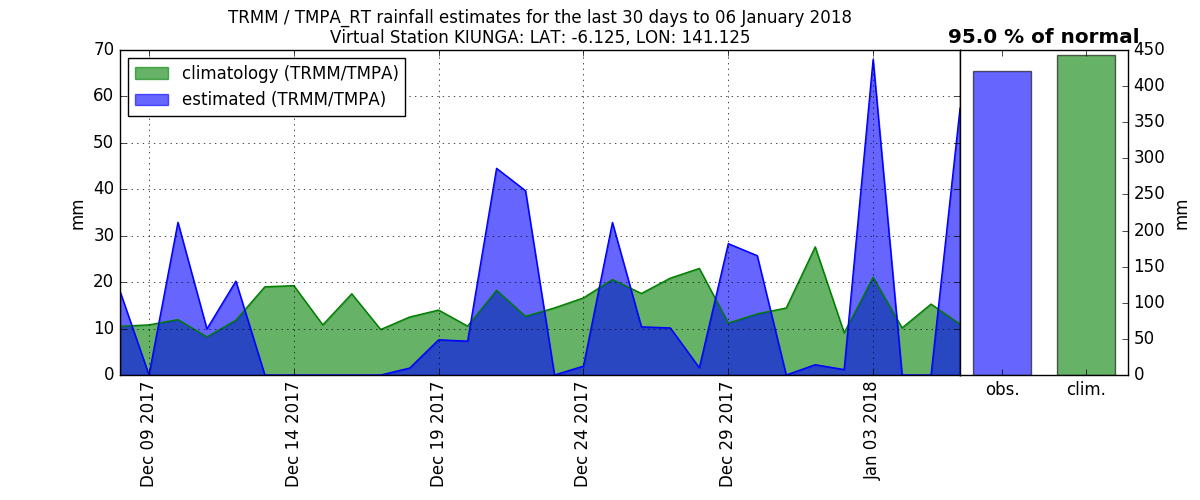 TRMM / TMPA_RT rainfall estimates for the last 30 days to 06 January 2018
Virtual Station KIUNGA: LAT: -6.125, LON: 141.125
95.0 % of normal
climatology (TRMM/TMPA)
estimated (TRMM/TMPA)
70
60
50
40
30
20
10
0
mm
Dec 09 2017
Dec 14 2017
Dec 19 2017
Dec 24 2017
Dec 29 2017
Jan 03 2018
obs.
clim.
450
400
350
300
250
200
150
100
50
0
mm